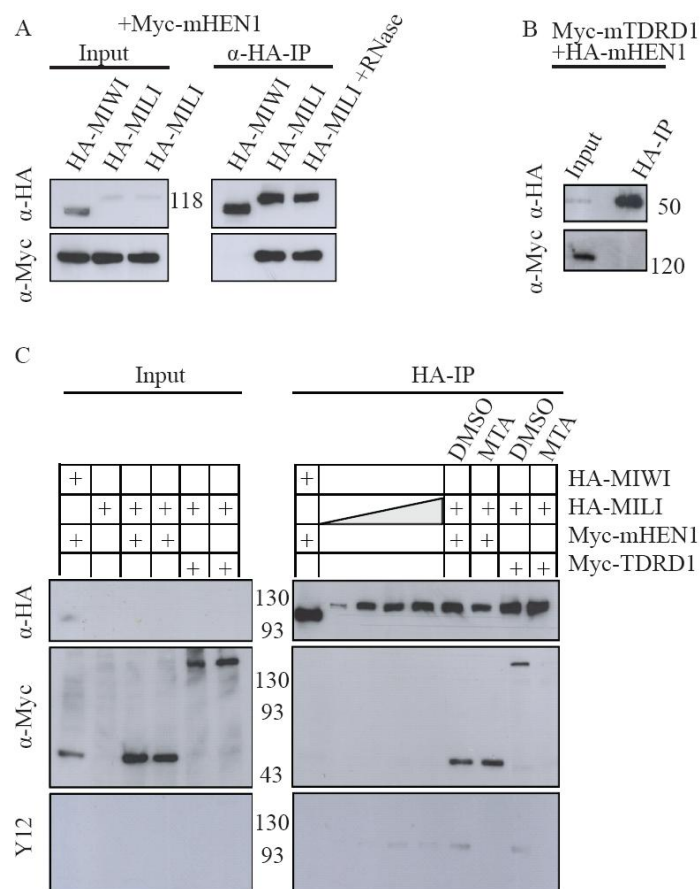 A
+Myc-mHEN1
Input
α-HA-IP
HA-MIWI
HA-MILI
HA-MILI
HA-MIWI
HA-MILI
HA-MILI +RNase
α-HA
118
α-Myc
B
Myc-mTDRD1
+HA-mHEN1
Input
HA-IP
α-HA
50
α-Myc
120
C
Input
HA-IP
DMSO
MTA
DMSO
MTA
+ + HA-MIWI
+ + + + + + + + + HA-MILI
+ + + + + + Myc-mHEN1
+ + + + Myc-TDRD1
α-HA
130
93
α-Myc
130
93
43
Y12
130
93